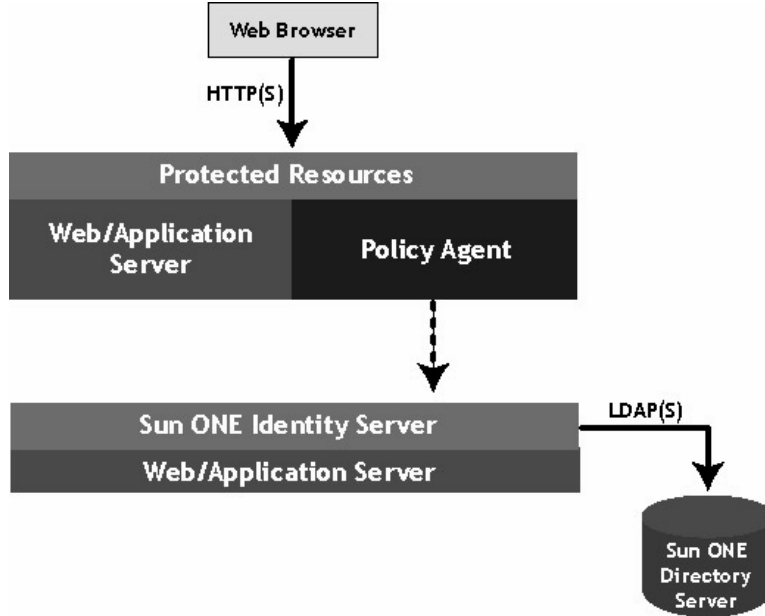 Web Browser
HTTP(S)
Protected Resources
Web/Application
Server
Policy Agent
Sun ONE Identity Server
LDAP(S)
Web/Application Server
Sun ONE
Directory
Server